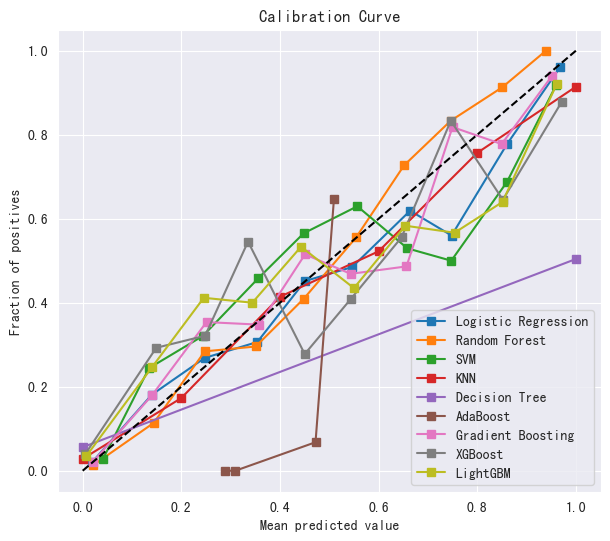 Calibration Curve
1.0
0.8
0.6
0.4
0.2
0.0
Fraction of positives
Logistic Regression
Random Forest
SVM
KNN
Decision Tree
AdaBoost
Gradient Boosting
XGBoost
LightGBM
0.0 0.2 0.4 0.6 0.8 1.0
Mean predicted value